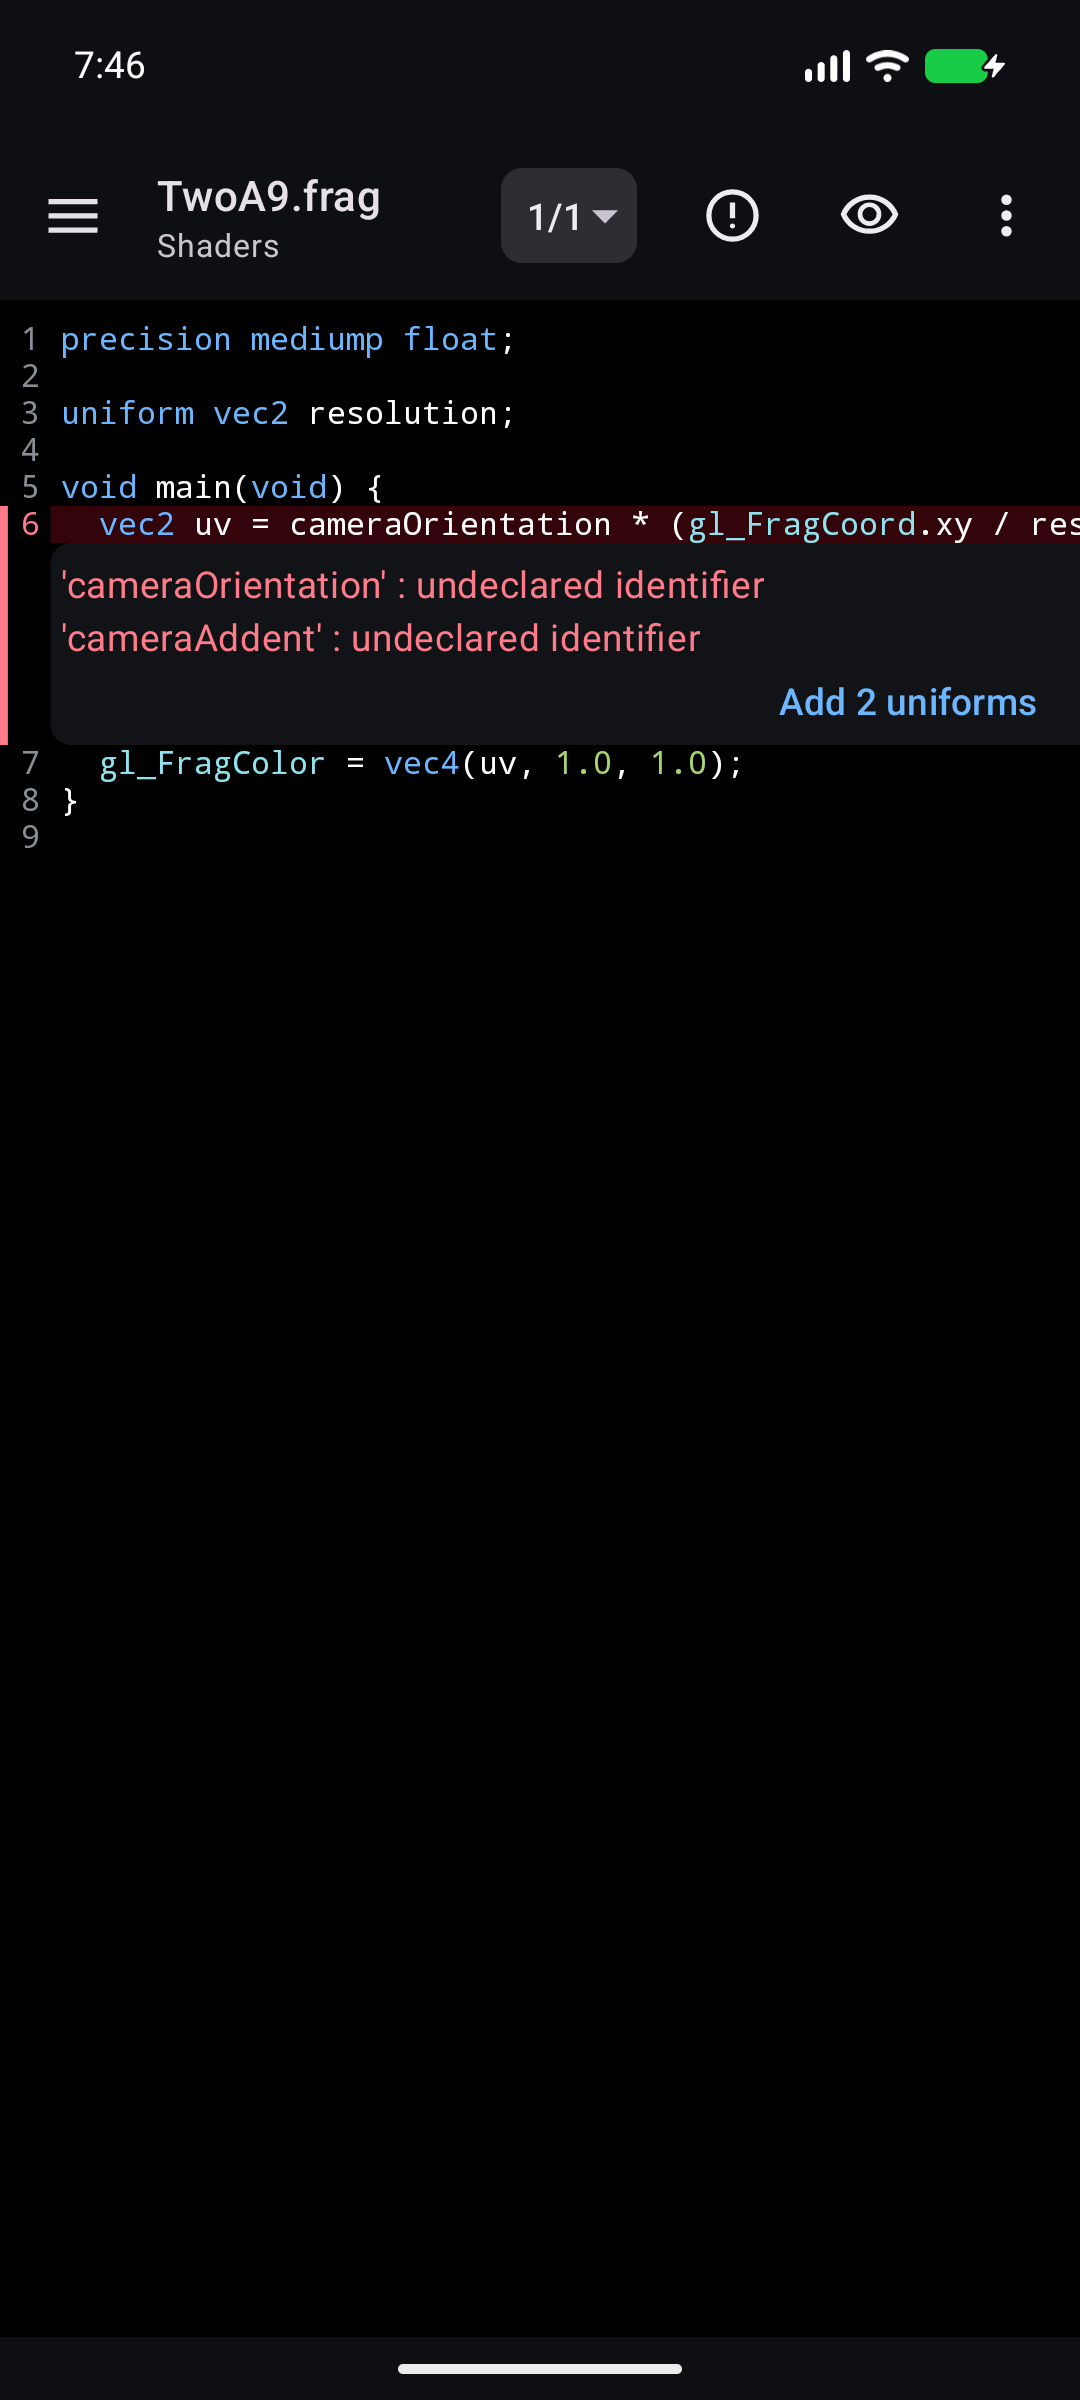 7:46
TwoA9.frag
Shaders
1/1
1 precision mediump float;
2
3 uniform vec2 resolution;
4
5 void main(void) {
6   vec2 uv = cameraOrientation * (gl_FragCoord.xy / res
'cameraOrientation' : undeclared identifier
'cameraAddent' : undeclared identifier
Add 2 uniforms
7   gl_FragColor = vec4(uv, 1.0, 1.0);
8 }
9